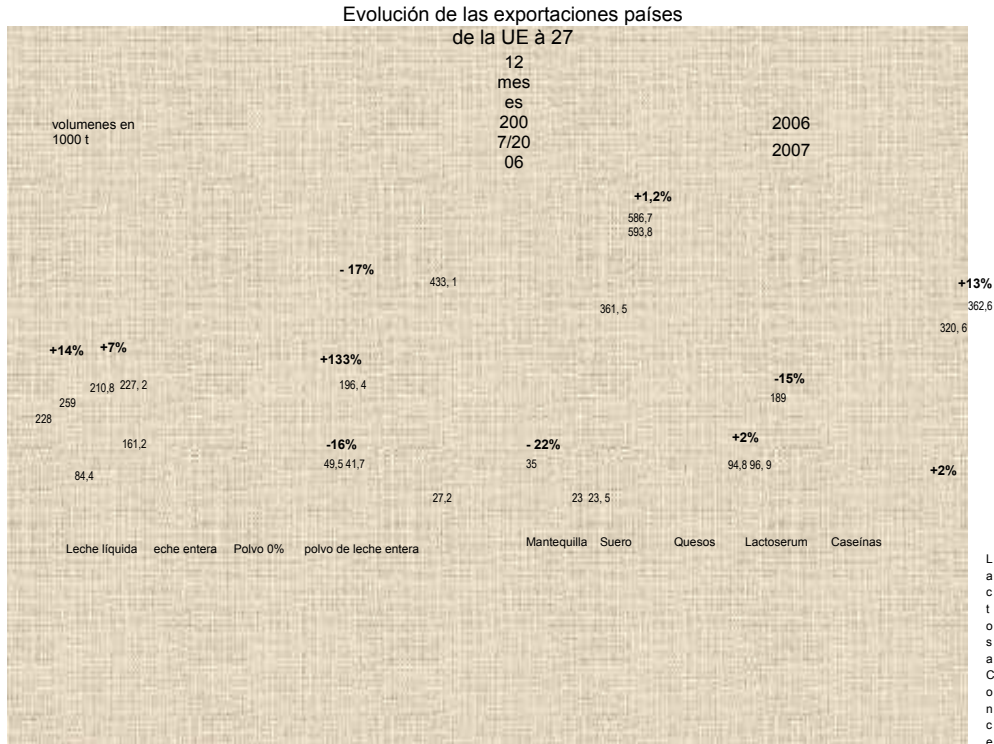 Evolución de las exportaciones países
de la UE à 27
12
mes
es
200
7/20
06
volumenes en
1000 t
2006
2007
+1,2%
586,7
593,8
- 17%
433, 1
+13%
362,6
361, 5
320, 6
+14% +7%
+133%
210,8 227, 2
196, 4
-15%
189
259
228
161,2
-16%
- 22%
+2%
49,5 41,7
35
94,8 96, 9
+2%
84,4
27,2
23 23, 5
Leche líquida eche entera Polvo 0% polvo de leche entera
Mantequilla Suero Quesos Lactoserum Caseínas
L
a
c
t
o
s
a
C
o
n
c
e